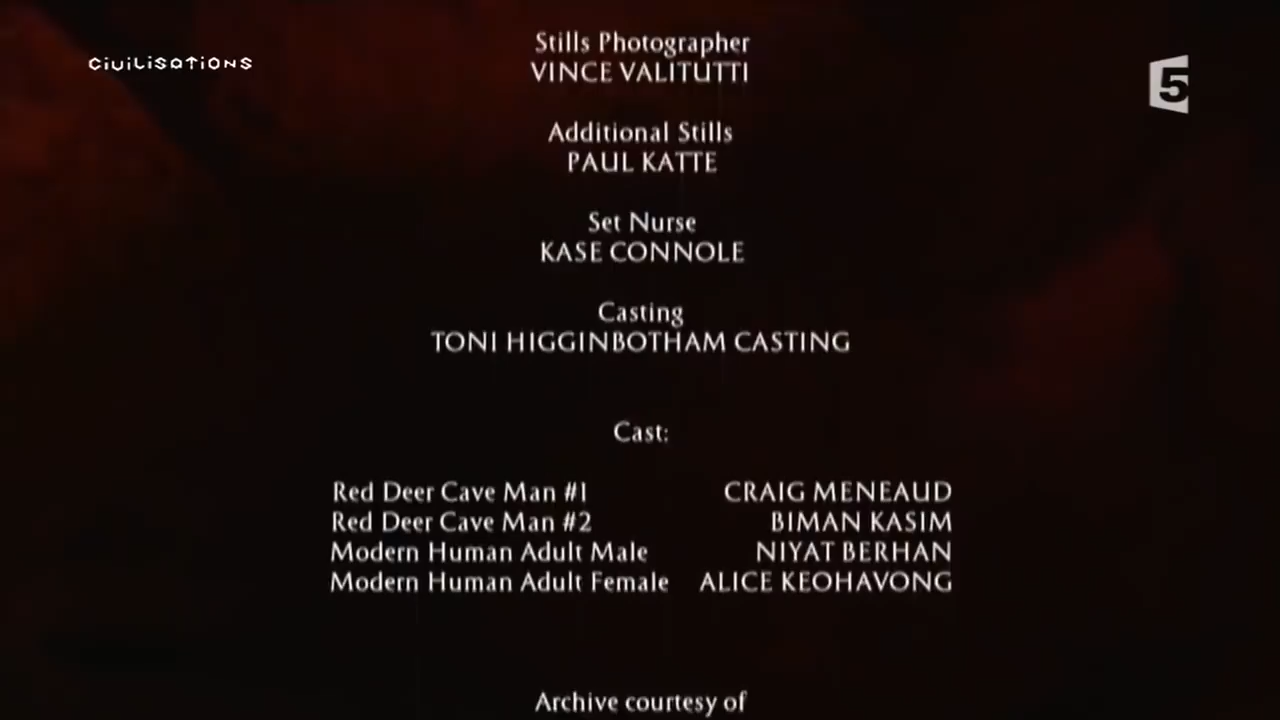 CIVILISATIONS
5
Stills Photographer
VINCE VALITUTTI
Additional Stills
PAUL KATTE
Set Nurse
KASE CONNOLE
Casting
TONI HIGGINBOTHAM CASTING
Cast:
Red Deer Cave Man #1 CRAIG MENEAUD
Red Deer Cave Man #2 BIMAN KASIM
Modern Human Adult Male NIYAT BERHAN
Modern Human Adult Female ALICE KEOHAVONG
Archive courtesy of